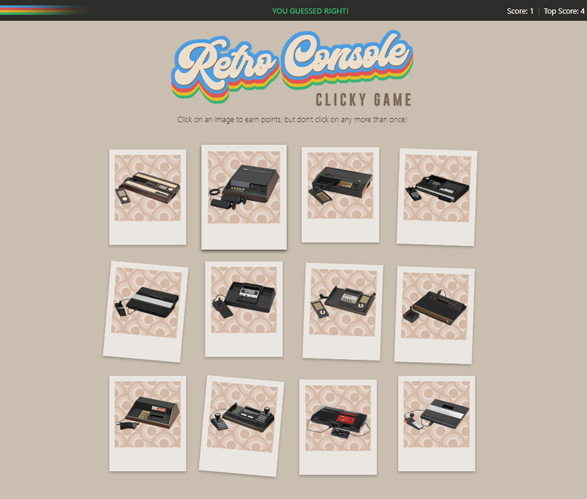 YOU GUESSED RIGHT!
Score: 1 | Top Score: 4
Retro Console
CLICKY GAME
Click on an image to earn points, but don't click on any more than once!